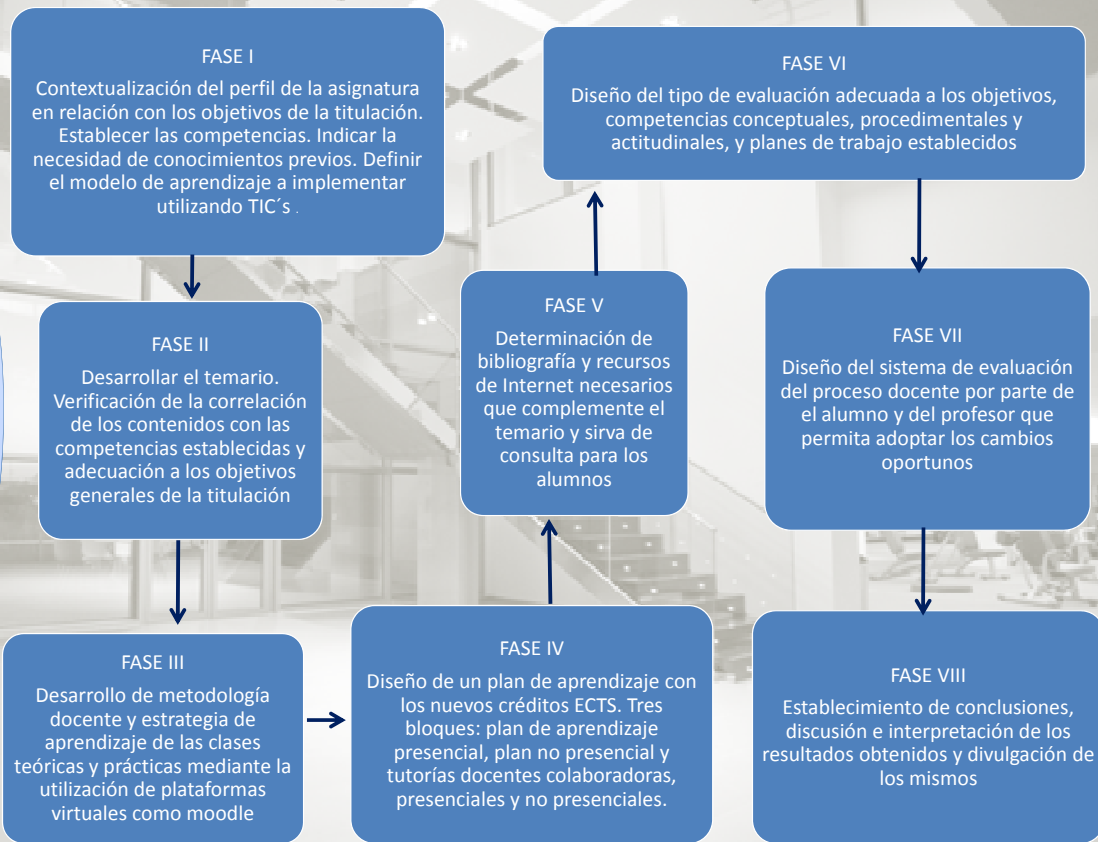 FASE I
Contextualización del perfil de la asignatura
en relación con los objetivos de la titulación.
Establecer las competencias. Indicar la
necesidad de conocimientos previos. Definir
el modelo de aprendizaje a implementar
utilizando TIC´s .
FASE II
Desarrollar el temario.
Verificación de la correlación
de los contenidos con las
competencias establecidas y
adecuación a los objetivos
generales de la titulación
FASE III
Desarrollo de metodología
docente y estrategia de
aprendizaje de las clases
teóricas y prácticas mediante la
utilización de plataformas
virtuales como moodle
FASE IV
Diseño de un plan de aprendizaje con
los nuevos créditos ECTS. Tres
bloques: plan de aprendizaje
presencial, plan no presencial y
tutorías docentes colaboradoras,
presenciales y no presenciales.
FASE V
Determinación de
bibliografía y recursos
de Internet necesarios
que complemente el
temario y sirva de
consulta para los
alumnos
FASE VI
Diseño del tipo de evaluación adecuada a los objetivos,
competencias conceptuales, procedimentales y
actitudinales, y planes de trabajo establecidos
FASE VII
Diseño del sistema de evaluación
del proceso docente por parte de
el alumno y del profesor que
permita adoptar los cambios
oportunos
FASE VIII
Establecimiento de conclusiones,
discusión e interpretación de los
resultados obtenidos y divulgación de
los mismos